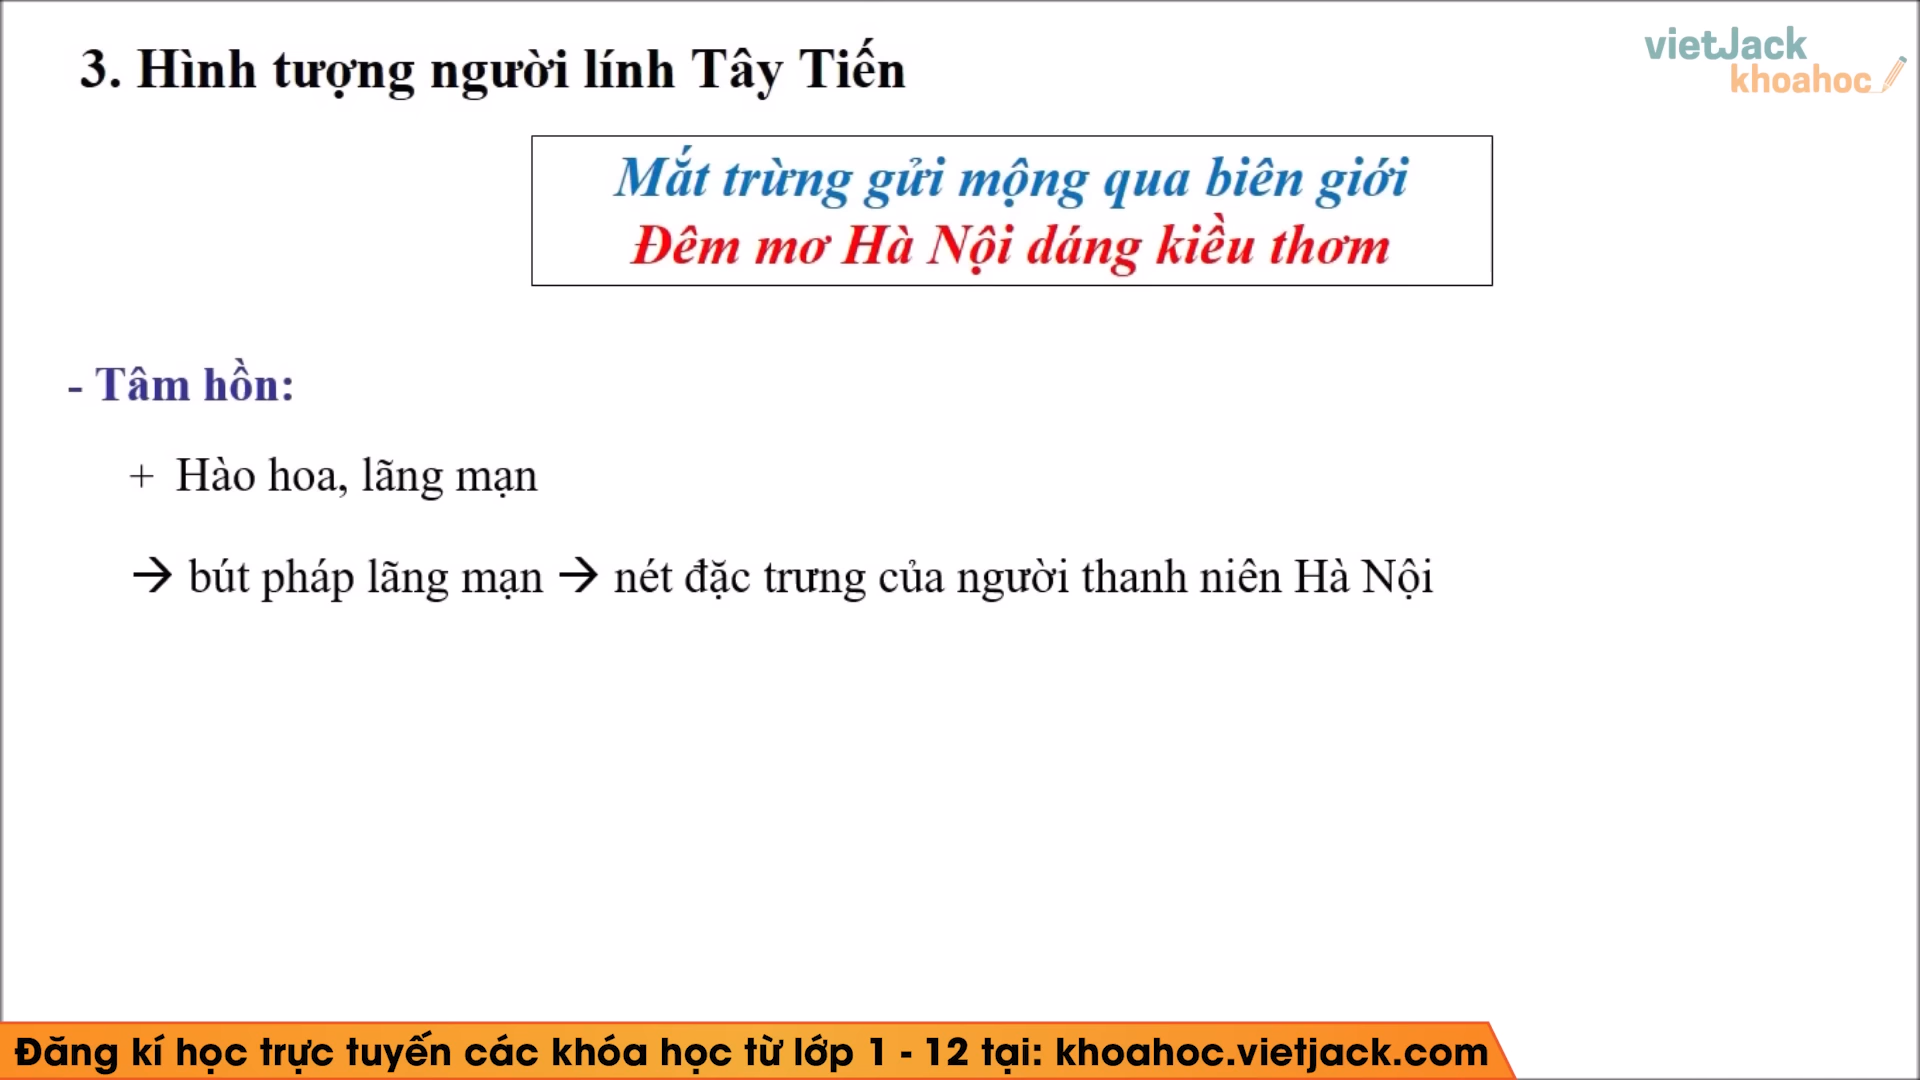 3. Hình tượng người lính Tây Tiến
vietJack
khoahoc
Mắt trừng gửi mộng qua biên giới
Đêm mơ Hà Nội dáng kiều thơm
- Tâm hồn:
+ Hào hoa, lãng mạn
→ bút pháp lãng mạn → nét đặc trưng của người thanh niên Hà Nội
Đăng kí học trực tuyến các khóa học từ lớp 1 - 12 tại: khoahoc.vietjack.com